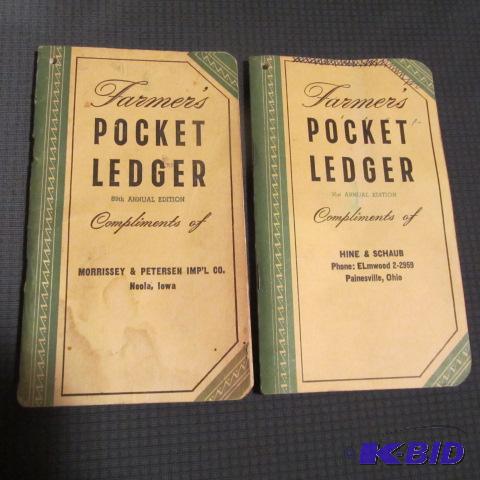 Farmer's
POCKET
LEDGER
89th ANNUAL EDITION
Compliments of
MORRISSEY & PETERSEN IMP'L CO.
Neola, Iowa
Farmer's
POCKET
LEDGER
91st ANNUAL EDITION
Compliments of
HINE & SCHAUB
Phone: ELmwood 2-2959
Painesville, Ohio
K-BID